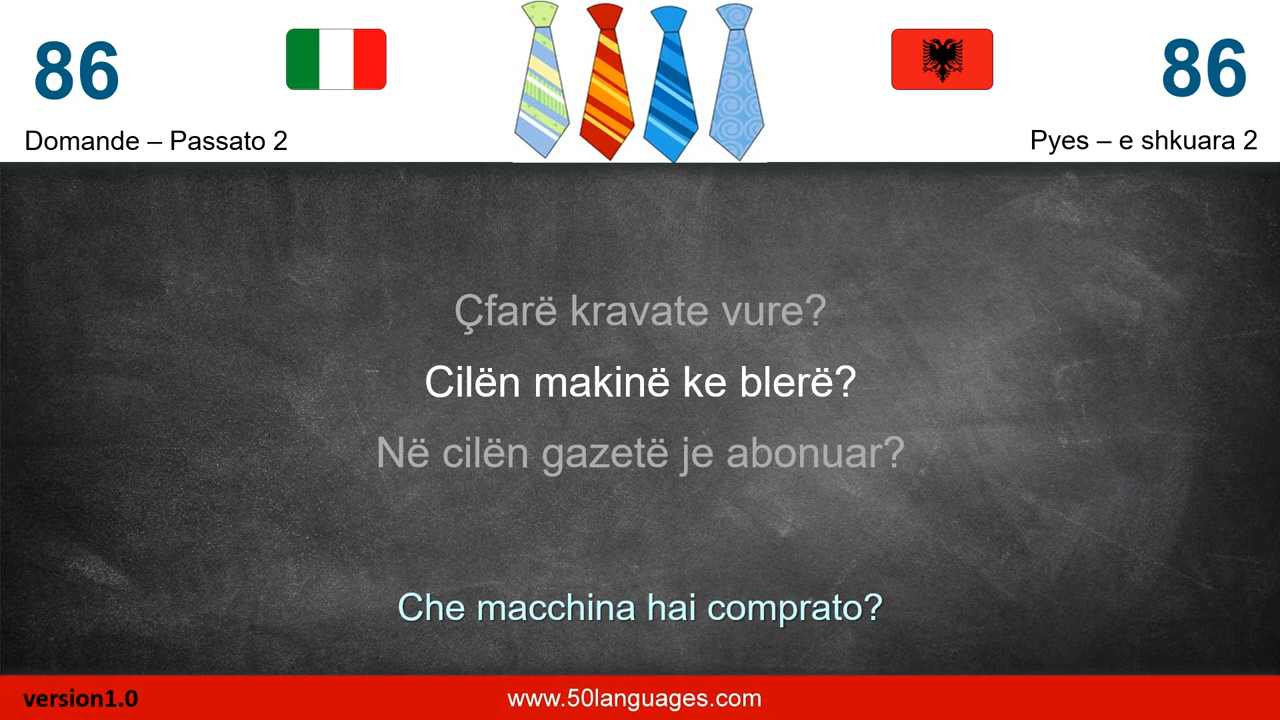 86
86
Domande – Passato 2
Pyes – e shkuara 2
Çfarë kravate vure?
Cilën makinë ke blerë?
Në cilën gazetë je abonuar?
Che macchina hai comprato?
version1.0
www.50languages.com